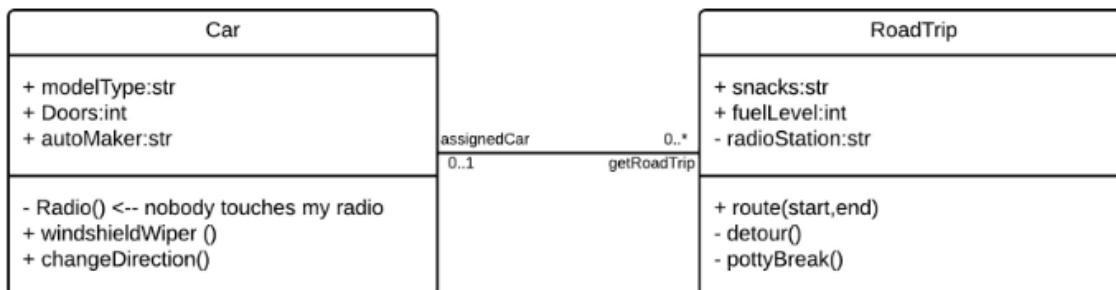 Car
+ modelType:str
+ Doors:int
+ autoMaker:str
- Radio() <-- nobody touches my radio
+ windshieldWiper ()
+ changeDirection()
assignedCar
0..1
0..*
getRoadTrip
RoadTrip
+ snacks:str
+ fuelLevel:int
- radioStation:str
+ route(start,end)
- detour()
- pottyBreak()